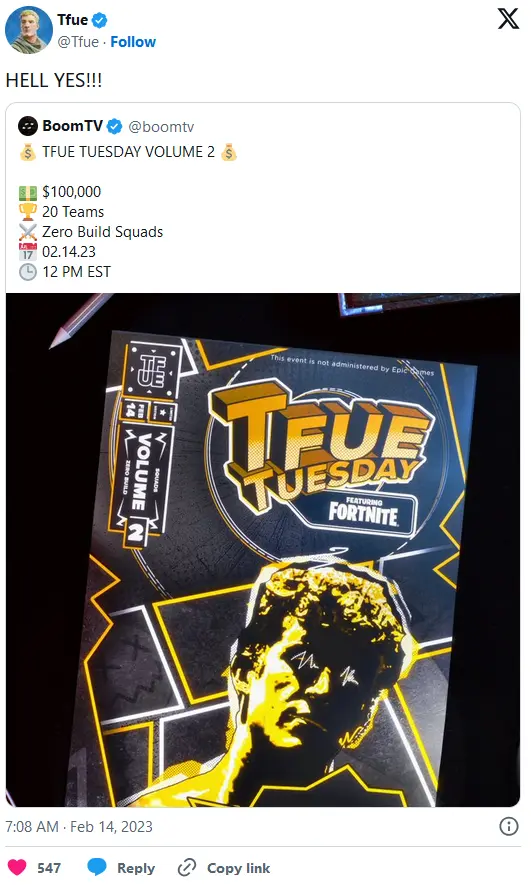 Tfue
@Tfue · Follow
HELL YES!!!
BoomTV @boomtv
💰 TFUE TUESDAY VOLUME 2 💰
💵 $100,000
🏆 20 Teams
⚔️ Zero Build Squads
📅 02.14.23
🕒 12 PM EST
This event is not administered by Epic Games
TF
UE
FEB
14
VOLUME
2
SQUADS
ZERO BUILD
TFUE
TUESDAY
FEATURING
FORTNITE
7:08 AM · Feb 14, 2023
547 Reply Copy link